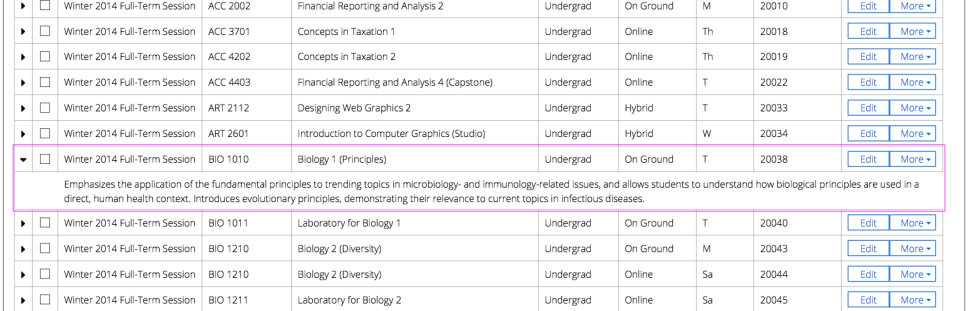 Winter 2014 Full-Term Session ACC 2002 Financial Reporting and Analysis 2 Undergrad On Ground M 20010 Edit More
Winter 2014 Full-Term Session ACC 3701 Concepts in Taxation 1 Undergrad Online Th 20018 Edit More
Winter 2014 Full-Term Session ACC 4202 Concepts in Taxation 2 Undergrad Online Th 20019 Edit More
Winter 2014 Full-Term Session ACC 4403 Financial Reporting and Analysis 4 (Capstone) Undergrad Online T 20022 Edit More
Winter 2014 Full-Term Session ART 2112 Designing Web Graphics 2 Undergrad Hybrid T 20033 Edit More
Winter 2014 Full-Term Session ART 2601 Introduction to Computer Graphics (Studio) Undergrad Hybrid W 20034 Edit More
Winter 2014 Full-Term Session BIO 1010 Biology 1 (Principles) Undergrad On Ground T 20038 Edit More
Emphasizes the application of the fundamental principles to trending topics in microbiology- and immunology-related issues, and allows students to understand how biological principles are used in a
direct, human health context. Introduces evolutionary principles, demonstrating their relevance to current topics in infectious diseases.
Winter 2014 Full-Term Session BIO 1011 Laboratory for Biology 1 Undergrad On Ground T 20040 Edit More
Winter 2014 Full-Term Session BIO 1210 Biology 2 (Diversity) Undergrad On Ground M 20043 Edit More
Winter 2014 Full-Term Session BIO 1210 Biology 2 (Diversity) Undergrad Online Sa 20044 Edit More
Winter 2014 Full-Term Session BIO 1211 Laboratory for Biology 2 Undergrad Online Sa 20045 Edit More